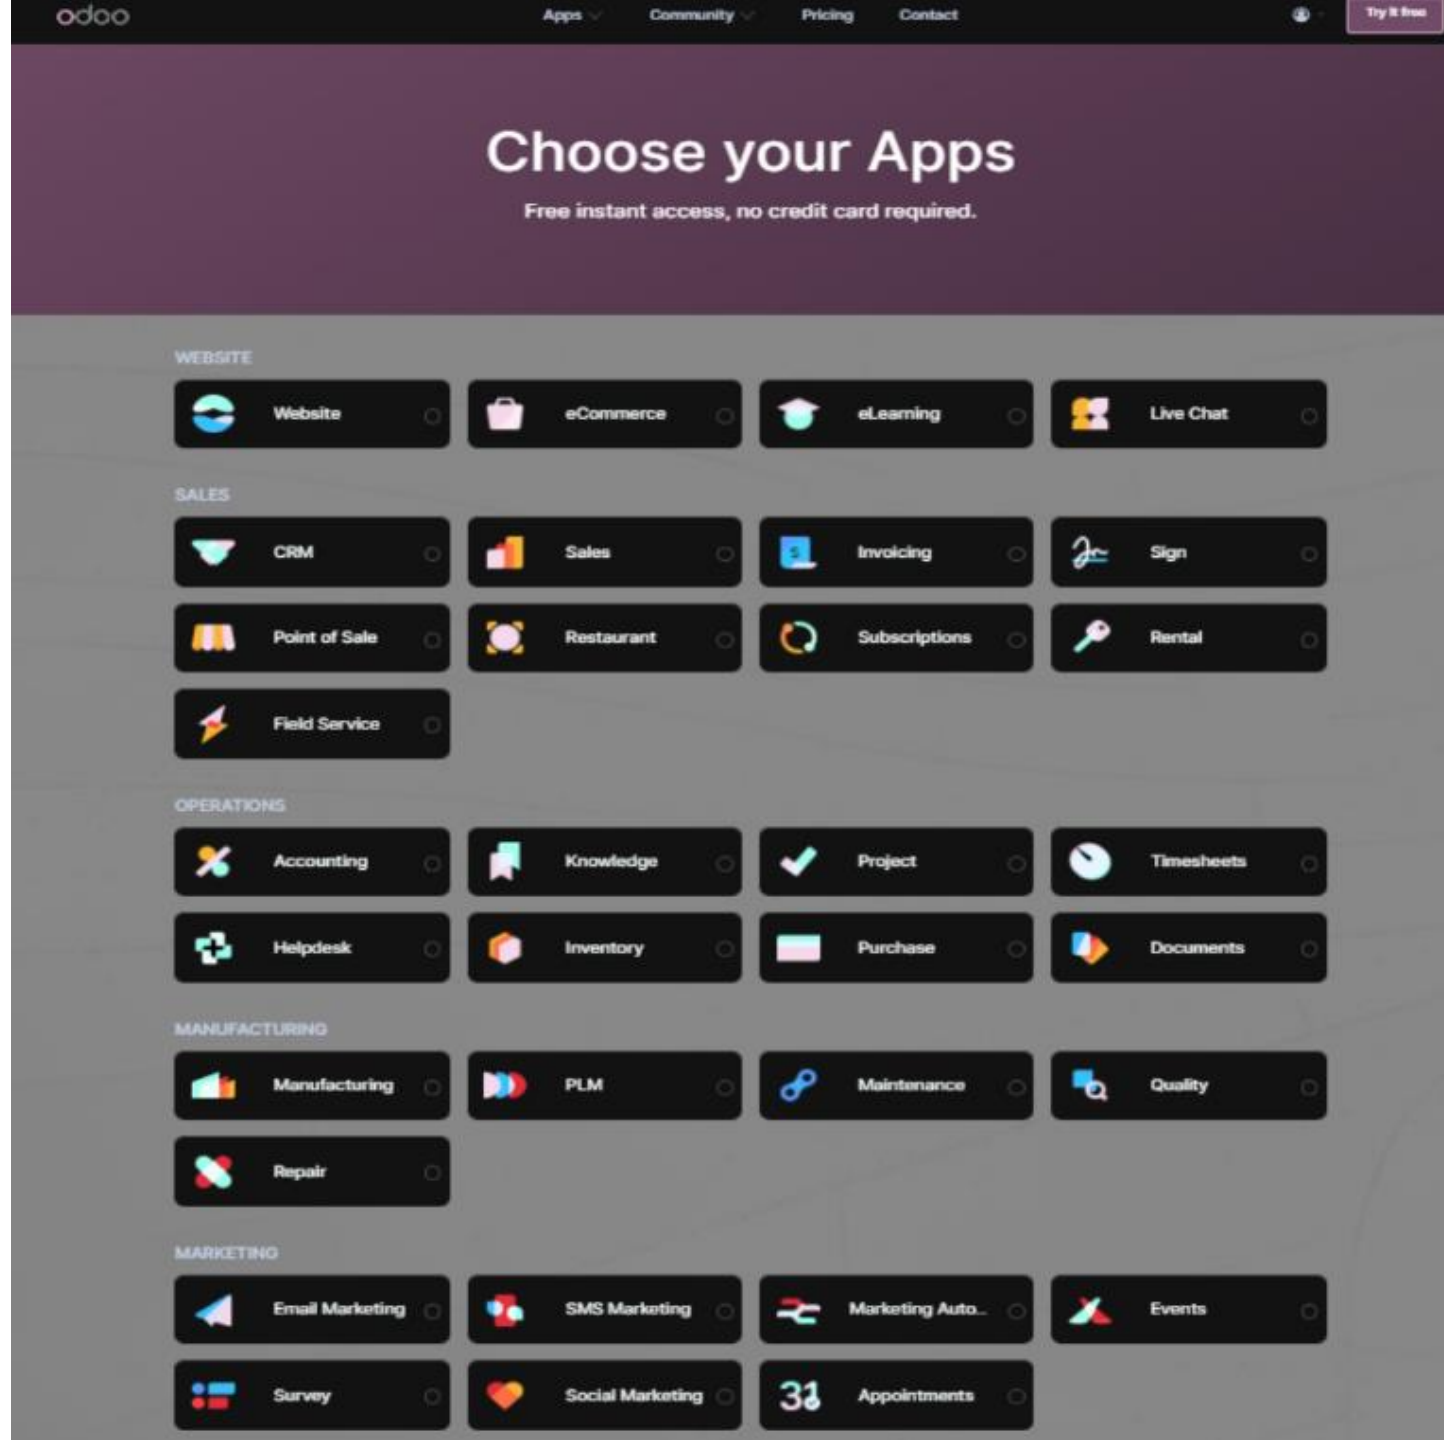 odoo
Apps Community Pricing Contact
Try it free
Choose your Apps
Free instant access, no credit card required.
WEBSITE
Website eCommerce eLearning Live Chat
SALES
CRM Sales $ Invoicing Sign
Point of Sale Restaurant Subscriptions Rental
Field Service
OPERATIONS
Accounting Knowledge Project Timesheets
Helpdesk Inventory Purchase Documents
MANUFACTURING
Manufacturing PLM Maintenance Quality
Repair
MARKETING
Email Marketing SMS Marketing Marketing Auto... Events
Survey Social Marketing 31 Appointments